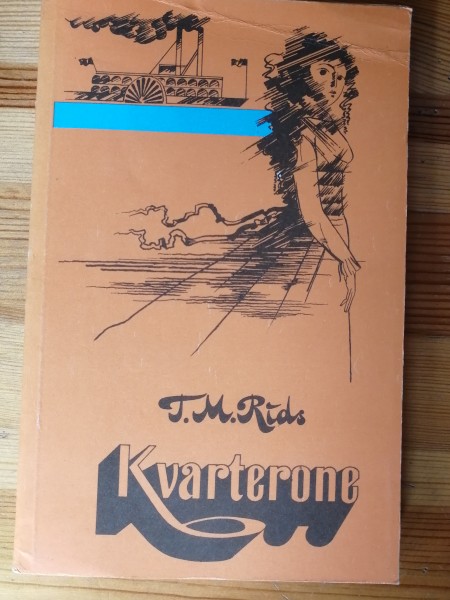 T. M. Rīds
Kvarterone